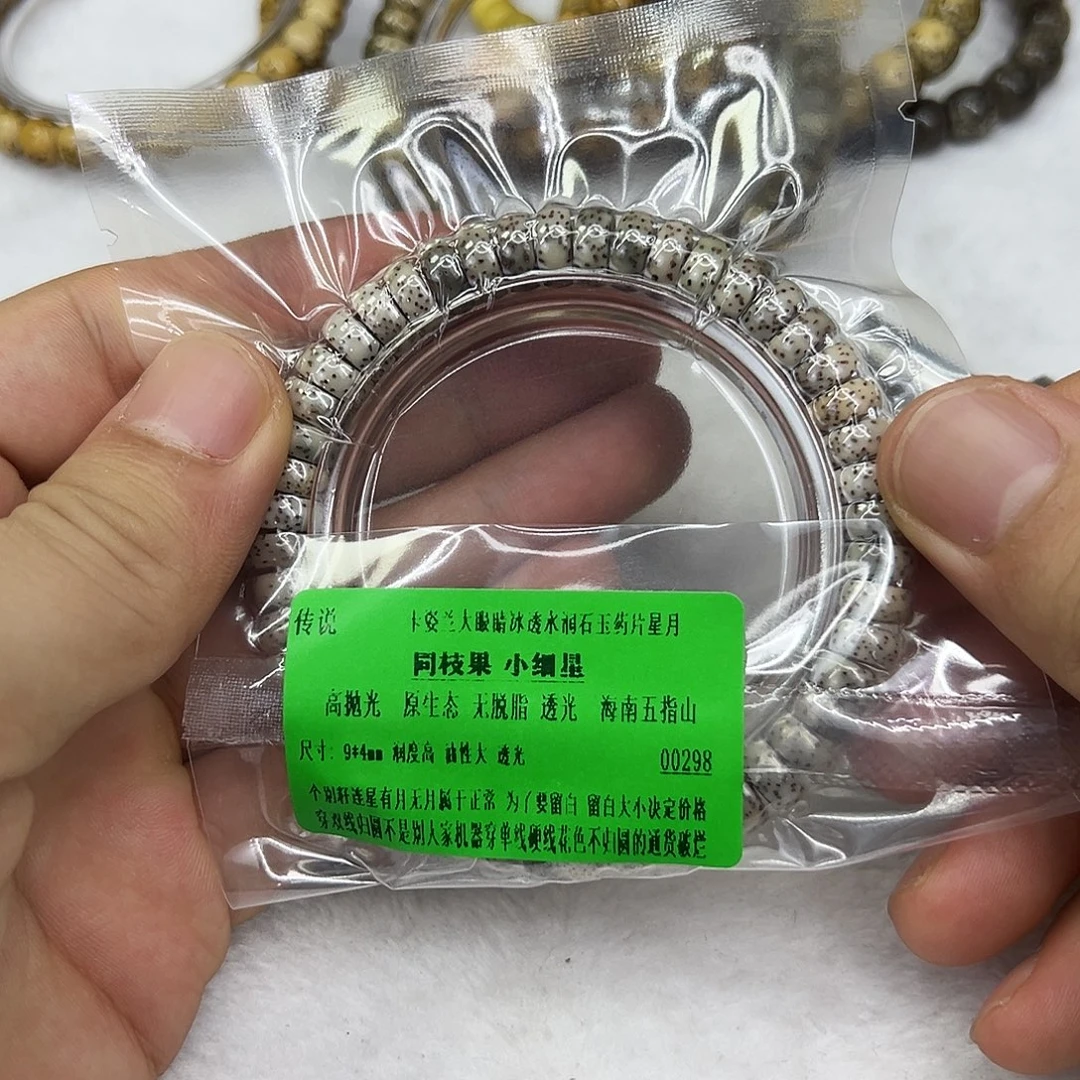 传说 卡姿兰大眼睛冰透水润石玉药片星月
同枝果 小细星
高抛光 原生态 无脱脂 透光 海南五指山
尺寸: 9*4mm 润度高 油性大 透光 00298
个别轩连星有月无月属于正常 为了要留白 留白大小决定价格
穿双线归圆不是别人家机器穿单线硬线花色不归圆的通货破烂